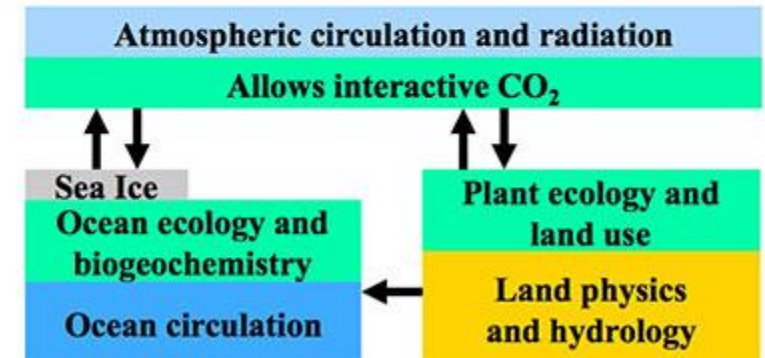 Atmospheric circulation and radiation
Allows interactive CO₂
Sea Ice
Ocean ecology and
biogeochemistry
Ocean circulation
Plant ecology and
land use
Land physics
and hydrology